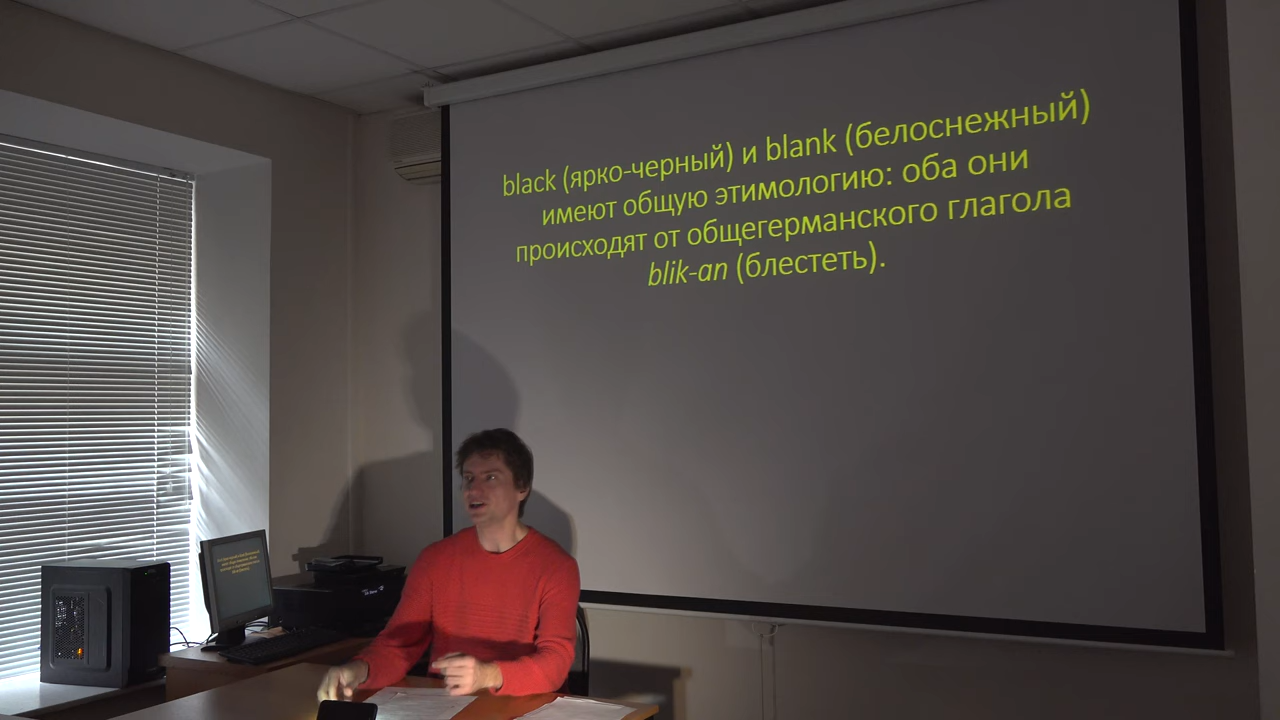 black (ярко-черный) и blank (белоснежный)
имеют общую этимологию: оба они
происходят от общегерманского глагола
blik-an (блестеть).